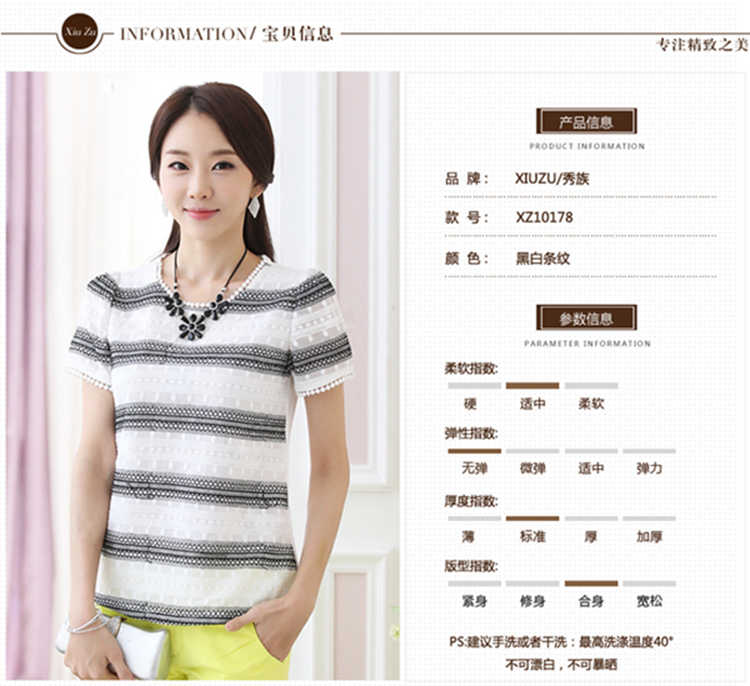 Xiu Zu
INFORMATION/ 宝贝信息
专注精致之美
产品信息
PRODUCT INFORMATION
品 牌： XIUZU/秀族
款 号： XZ10178
颜 色： 黑白条纹
参数信息
PARAMETER INFORMATION
柔软指数:
硬 适中 柔软
弹性指数:
无弹 微弹 适中 弹力
厚度指数:
薄 标准 厚 加厚
版型指数:
紧身 修身 合身 宽松
PS:建议手洗或者干洗：最高洗涤温度40°
不可漂白，不可暴晒